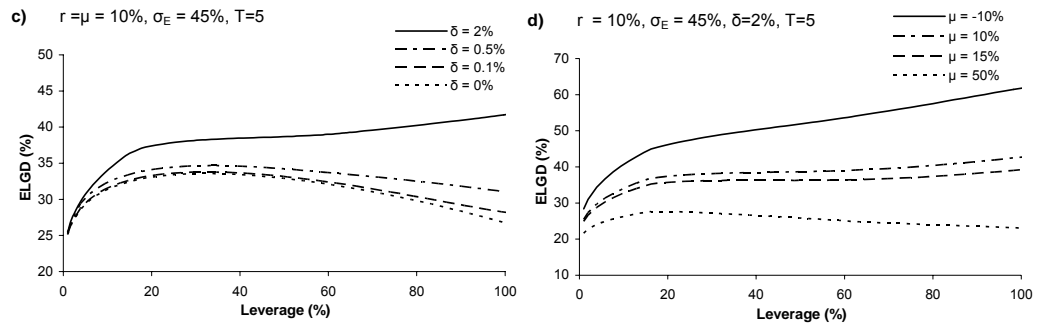 c)
r =μ = 10%, σE = 45%, T=5
δ = 2%
δ = 0.5%
δ = 0.1%
δ = 0%
50
45
40
35
30
25
20
ELGD (%)
0 20 40 60 80 100
Leverage (%)
d)
r = 10%, σE = 45%, δ=2%, T=5
μ = -10%
μ = 10%
μ = 15%
μ = 50%
70
60
50
40
30
20
10
ELGD (%)
0 20 40 60 80 100
Leverage (%)